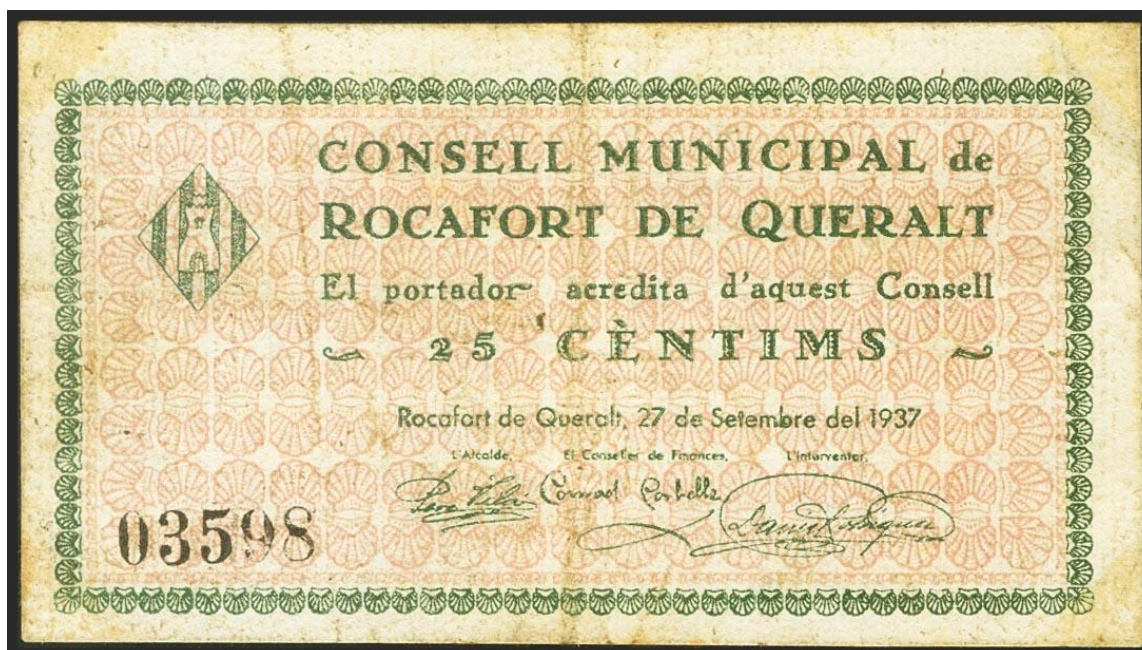 CONSELL MUNICIPAL de
ROCAFORT DE QUERALT
El portador acredita d'aquest Consell
25 CÈNTIMS
Rocafort de Queralt, 27 de Setembre del 1937
L'Alcalde, El Conseller de Finances, L'Interventor,
Conrad
03598